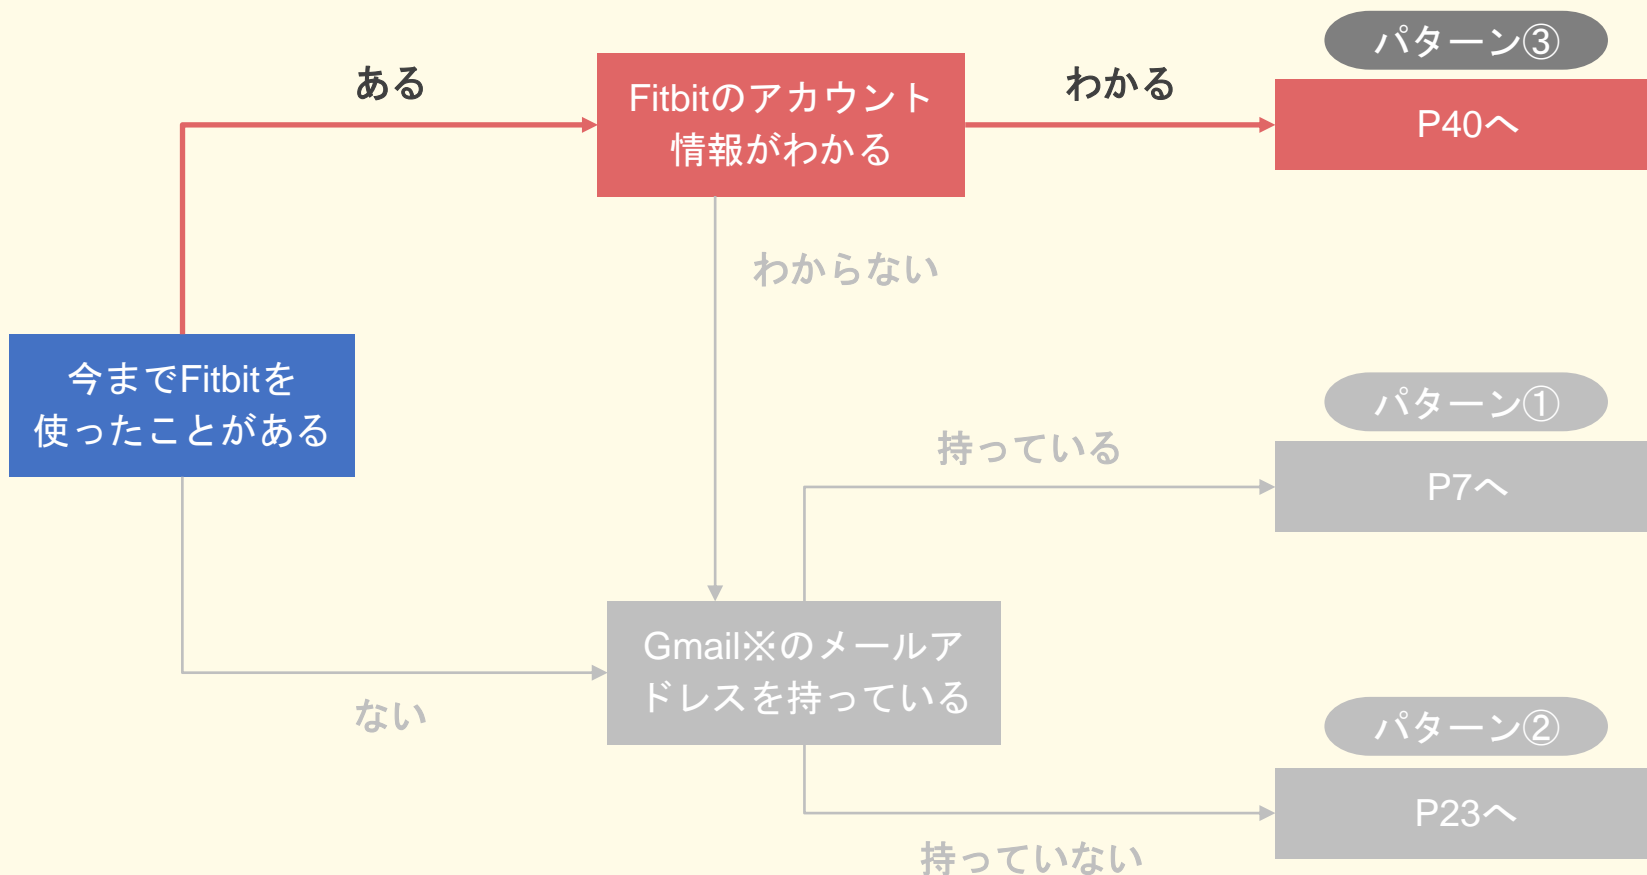 パターン③
ある
Fitbitのアカウント
情報がわかる
わかる
P40へ
わからない
今までFitbitを
使ったことがある
パターン①
持っている
P7へ
Gmail※のメールア
ドレスを持っている
ない
パターン②
P23へ
持っていない